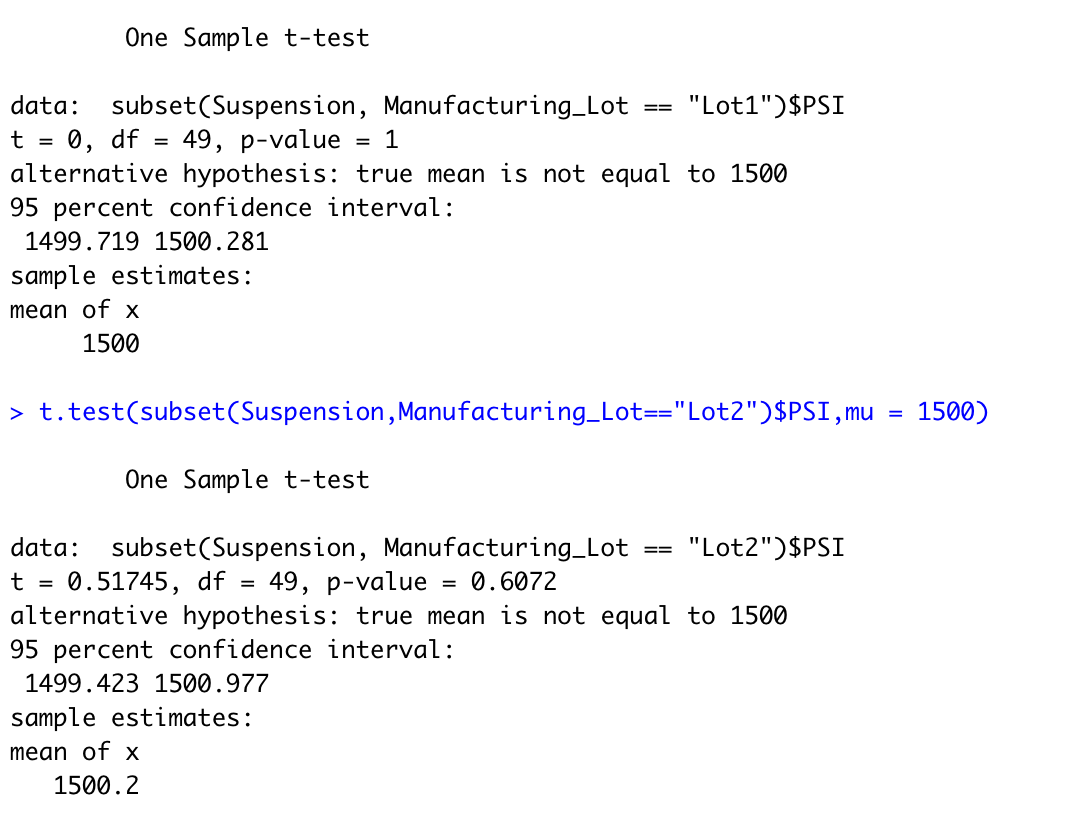 One Sample t-test
data:  subset(Suspension, Manufacturing_Lot == "Lot1")$PSI
t = 0, df = 49, p-value = 1
alternative hypothesis: true mean is not equal to 1500
95 percent confidence interval:
1499.719 1500.281
sample estimates:
mean of x
1500
> t.test(subset(Suspension,Manufacturing_Lot=="Lot2")$PSI,mu = 1500)
One Sample t-test
data:  subset(Suspension, Manufacturing_Lot == "Lot2")$PSI
t = 0.51745, df = 49, p-value = 0.6072
alternative hypothesis: true mean is not equal to 1500
95 percent confidence interval:
1499.423 1500.977
sample estimates:
mean of x
1500.2